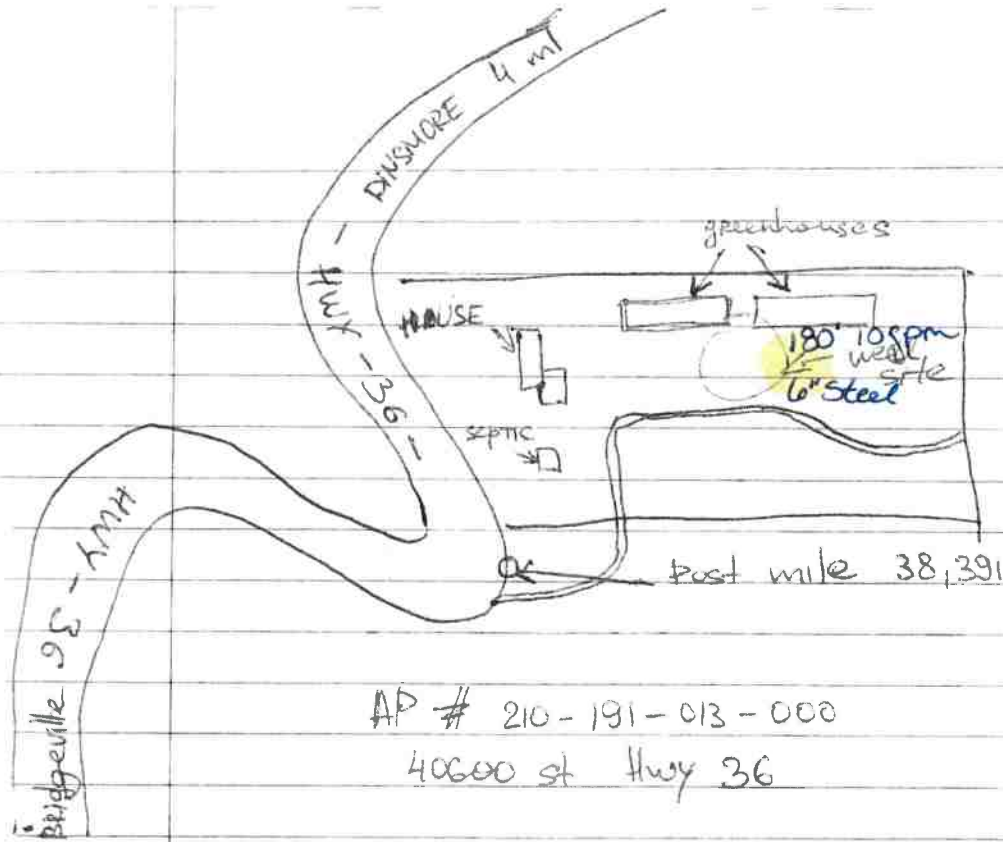 DINSMORE 4 ml
HWY - 36 -
greenhouses
HOUSE
180' 10gpm
well site
6" Steel
septic
HWY - 36
Bridgeville
Post mile 38,391
AP # 210-191-013-000
40600 st Hwy 36